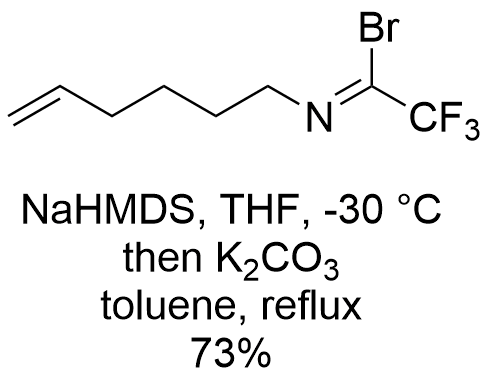 Br
N
CF₃
NaHMDS, THF, -30 °C
then K₂CO₃
toluene, reflux
73%